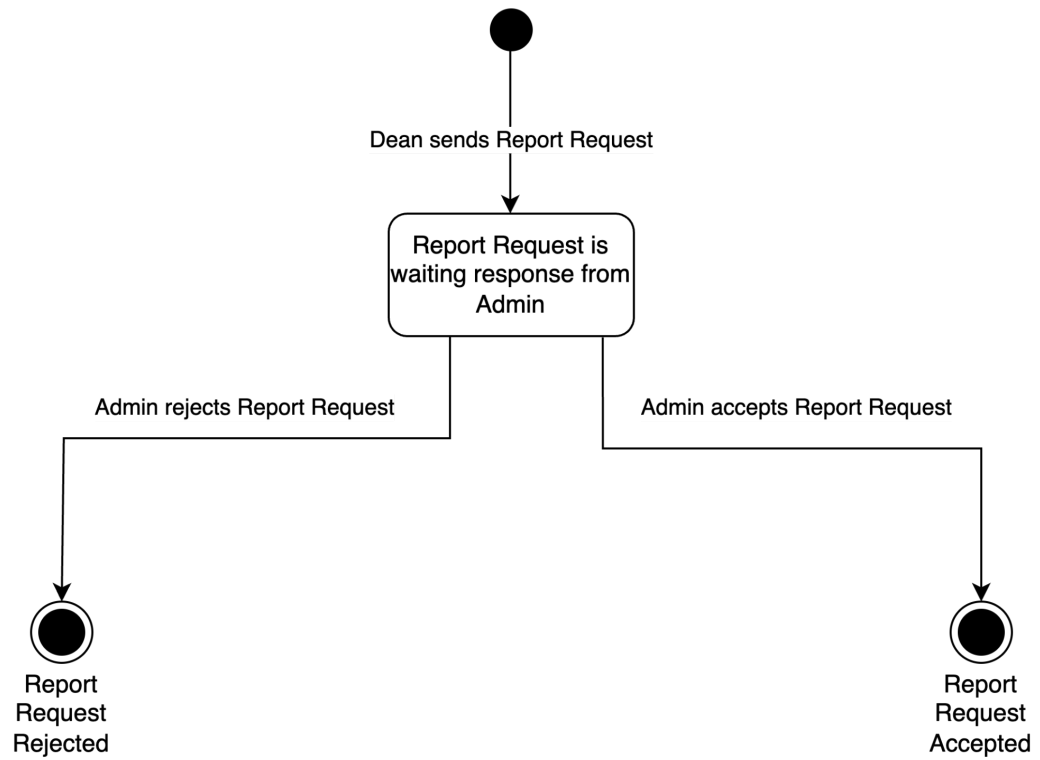 Dean sends Report Request
Report Request is
waiting response from
Admin
Admin rejects Report Request
Admin accepts Report Request
Report
Request
Rejected
Report
Request
Accepted